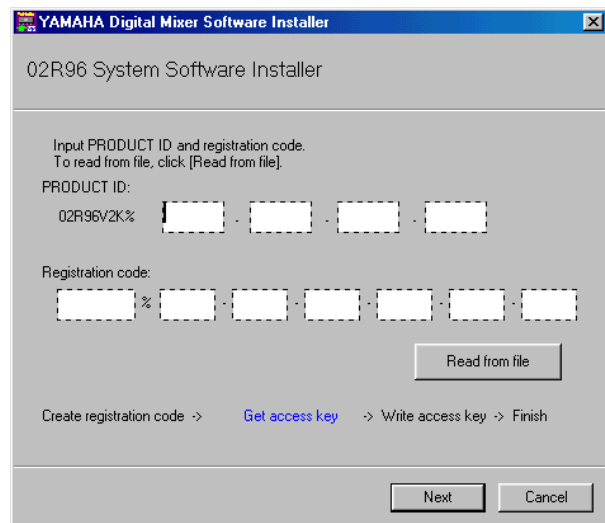 YAMAHA Digital Mixer Software Installer
02R96 System Software Installer
Input PRODUCT ID and registration code.
To read from file, click [Read from file].
PRODUCT ID:
02R96V2K% - - -
Registration code:
% - - - - -
Read from file
Create registration code -> Get access key -> Write access key -> Finish
Next Cancel